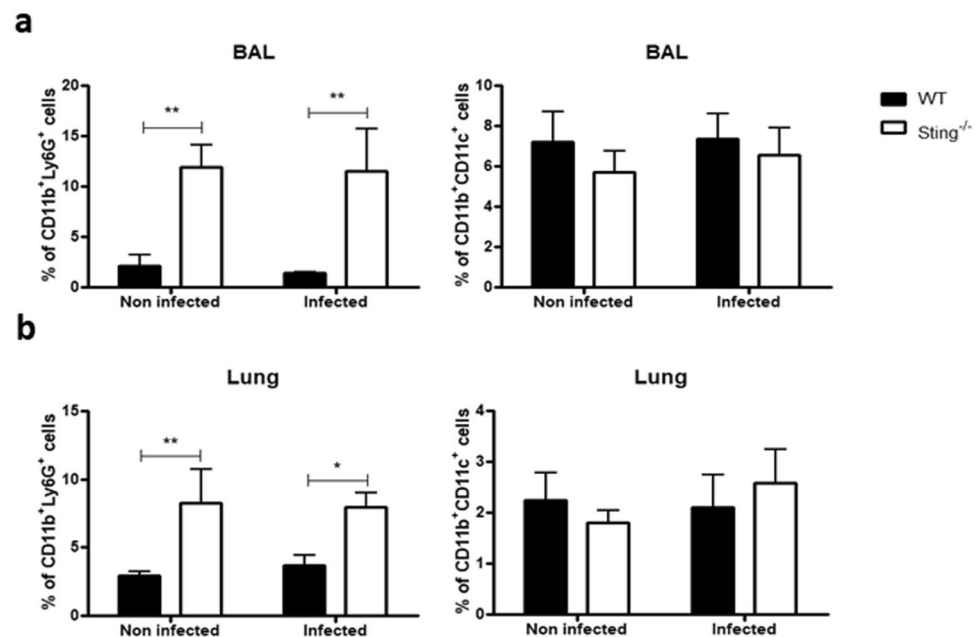 a
BAL
% of CD11b+Ly6G+ cells
20
15
10
5
0
**
**
Non infected
Infected
BAL
% of CD11b+CD11c+ cells
10
8
6
4
2
0
Non infected
Infected
WT
Sting-/-
b
Lung
% of CD11b+Ly6G+ cells
15
10
5
0
**
*
Non infected
Infected
Lung
% of CD11b+CD11c+ cells
4
3
2
1
0
Non infected
Infected